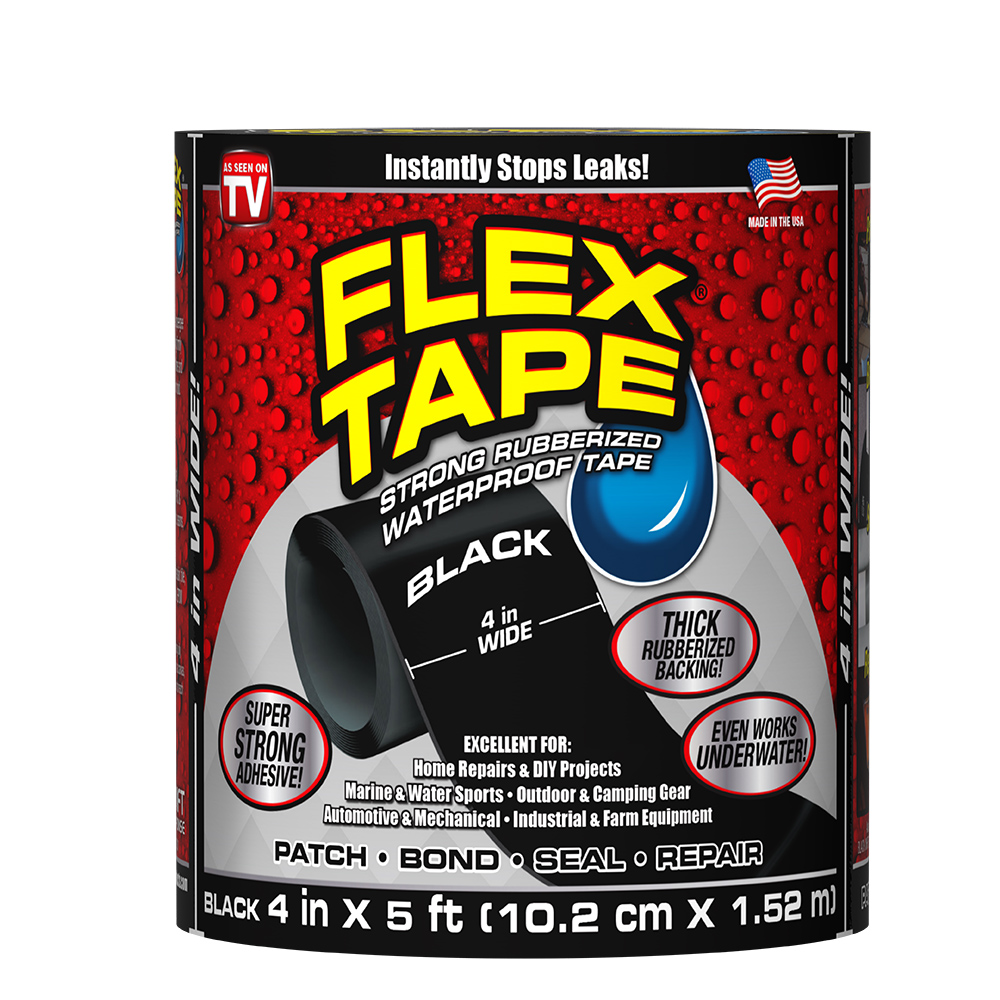 Instantly Stops Leaks!
AS SEEN ON
TV
MADE IN THE USA
FLEX
TAPE®
STRONG RUBBERIZED
WATERPROOF TAPE
BLACK
4 in
WIDE
4 in WIDE!
4 in WIDE!
THICK
RUBBERIZED
BACKING!
SUPER
STRONG
ADHESIVE!
EVEN WORKS
UNDERWATER!
EXCELLENT FOR:
Home Repairs & DIY Projects
Marine & Water Sports • Outdoor & Camping Gear
Automotive & Mechanical • Industrial & Farm Equipment
PATCH • BOND • SEAL • REPAIR
BLACK 4 in X 5 ft (10.2 cm X 1.52 m)